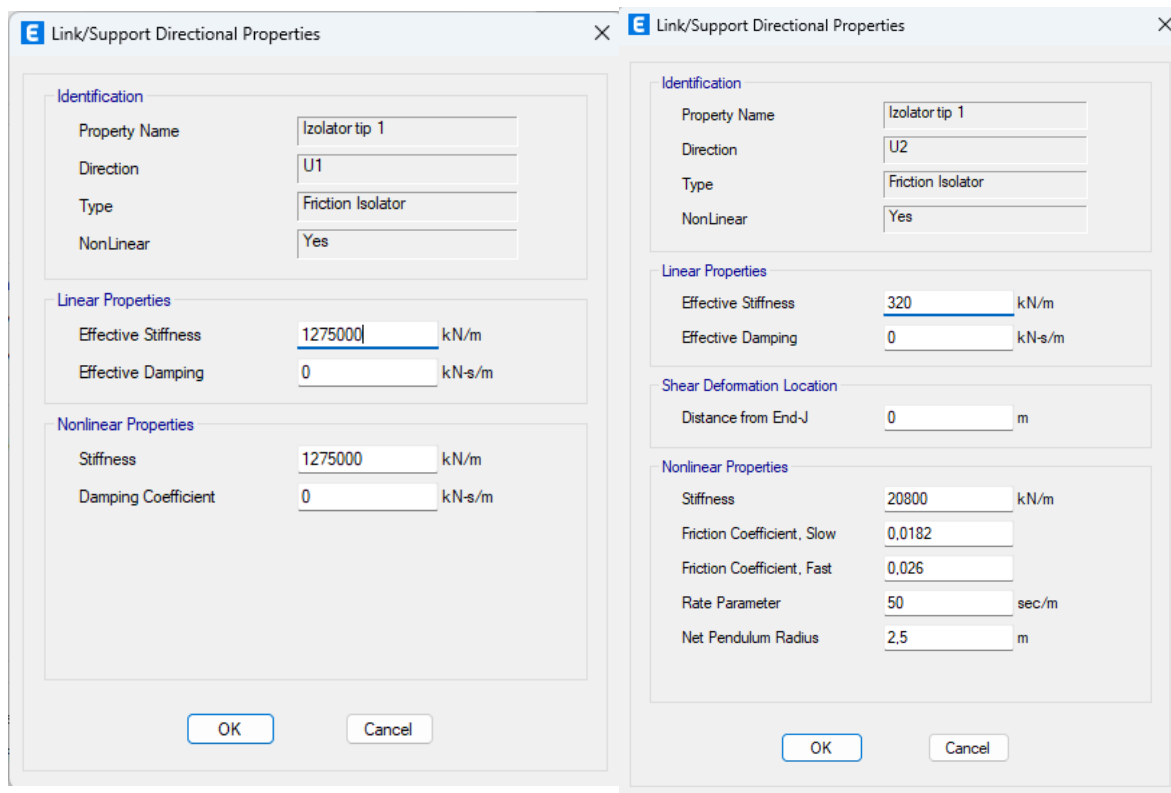 E Link/Support Directional Properties
Identification
Property Name Izolator tip 1
Direction U1
Type Friction Isolator
NonLinear Yes
Linear Properties
Effective Stiffness 1275000 kN/m
Effective Damping 0 kN-s/m
Nonlinear Properties
Stiffness 1275000 kN/m
Damping Coefficient 0 kN-s/m
OK Cancel
E Link/Support Directional Properties
Identification
Property Name Izolator tip 1
Direction U2
Type Friction Isolator
NonLinear Yes
Linear Properties
Effective Stiffness 320 kN/m
Effective Damping 0 kN-s/m
Shear Deformation Location
Distance from End-J 0 m
Nonlinear Properties
Stiffness 20800 kN/m
Friction Coefficient, Slow 0,0182
Friction Coefficient, Fast 0,026
Rate Parameter 50 sec/m
Net Pendulum Radius 2,5 m
OK Cancel